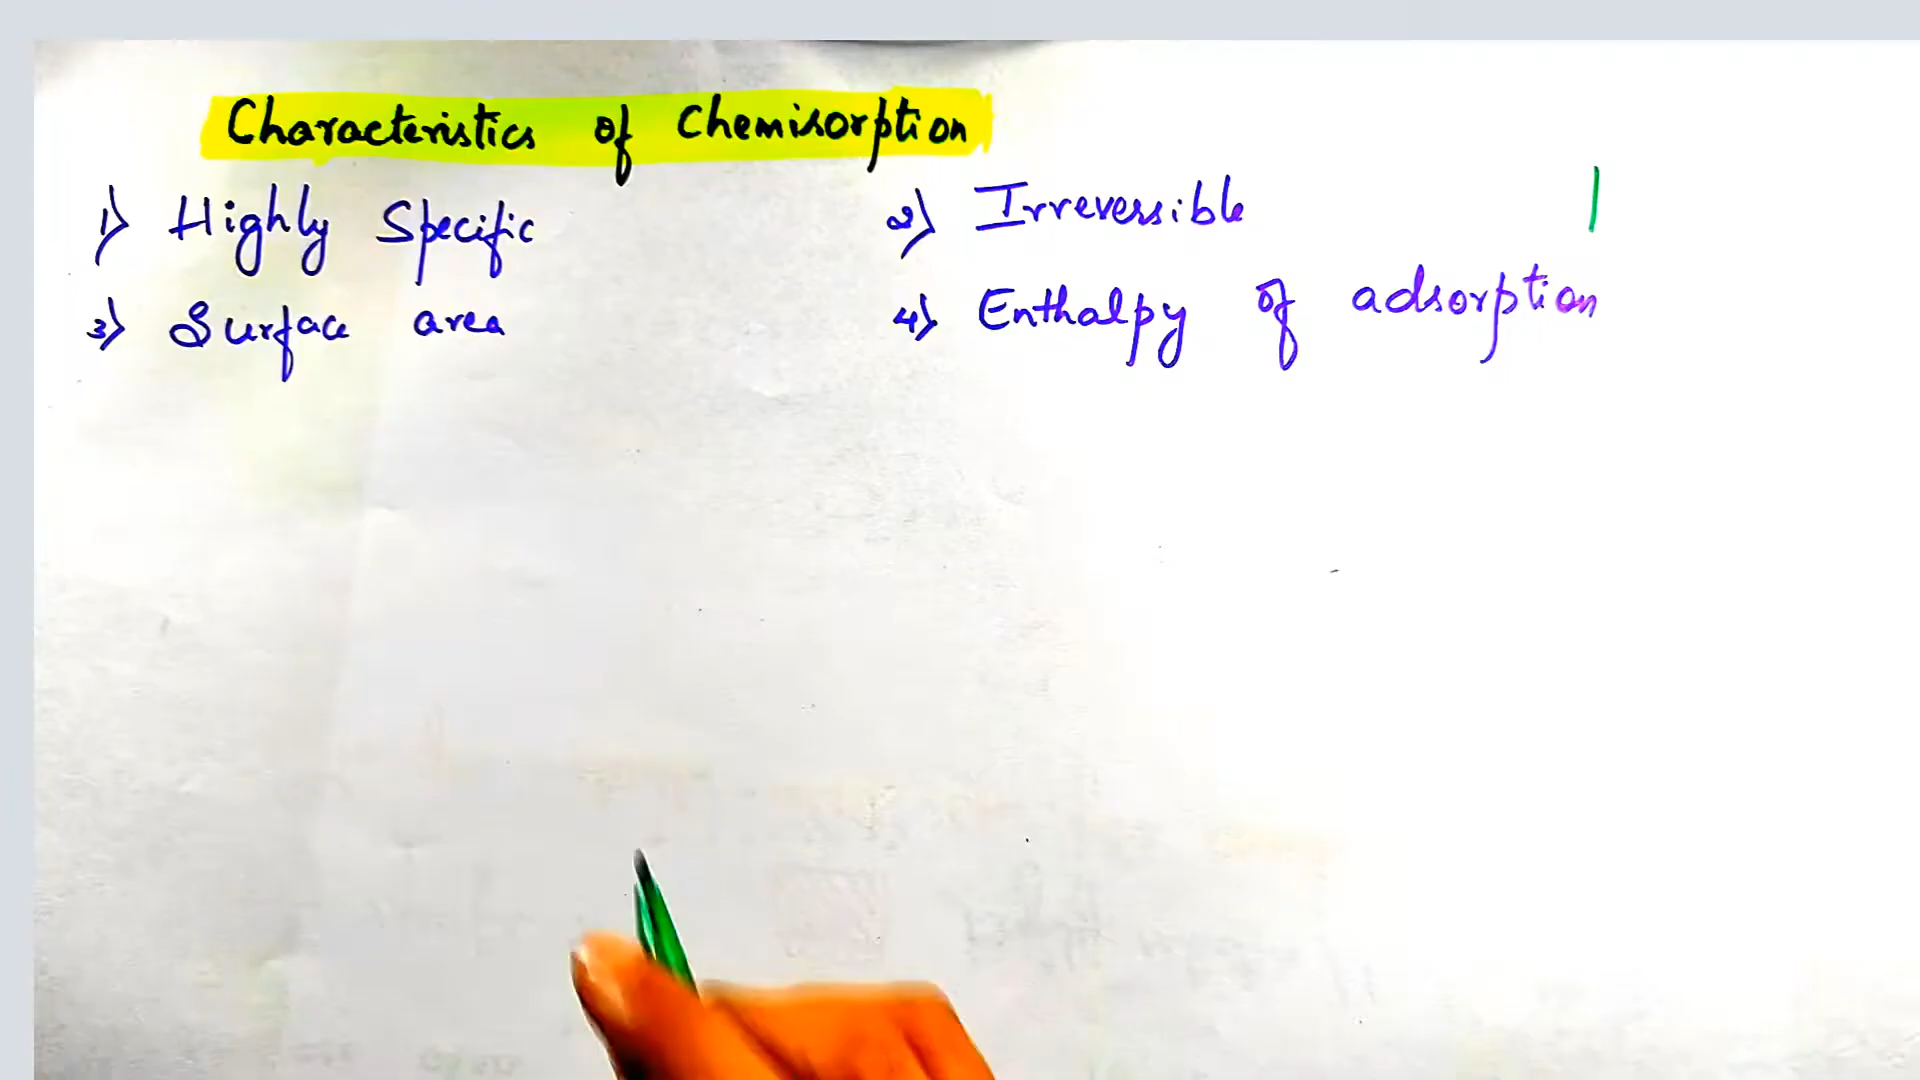 Characteristics of Chemisorption
1) Highly Specific
2) Irreversible
3) Surface area
4) Enthalpy of adsorption